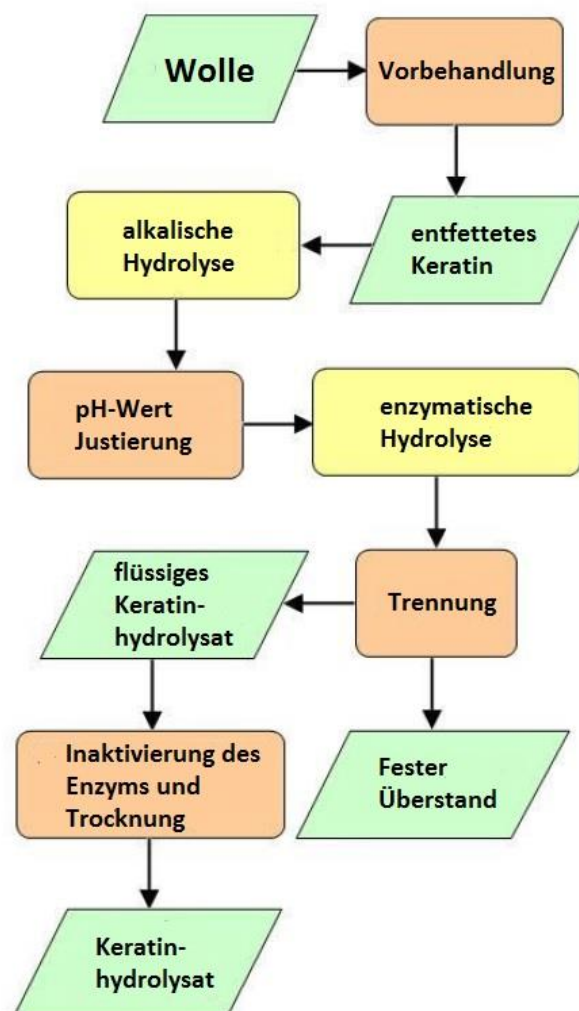 Wolle
Vorbehandlung
entfettetes
Keratin
alkalische
Hydrolyse
pH-Wert
Justierung
enzymatische
Hydrolyse
Trennung
flüssiges
Keratin-
hydrolysat
Fester
Überstand
Inaktivierung des
Enzyms und
Trocknung
Keratin-
hydrolysat